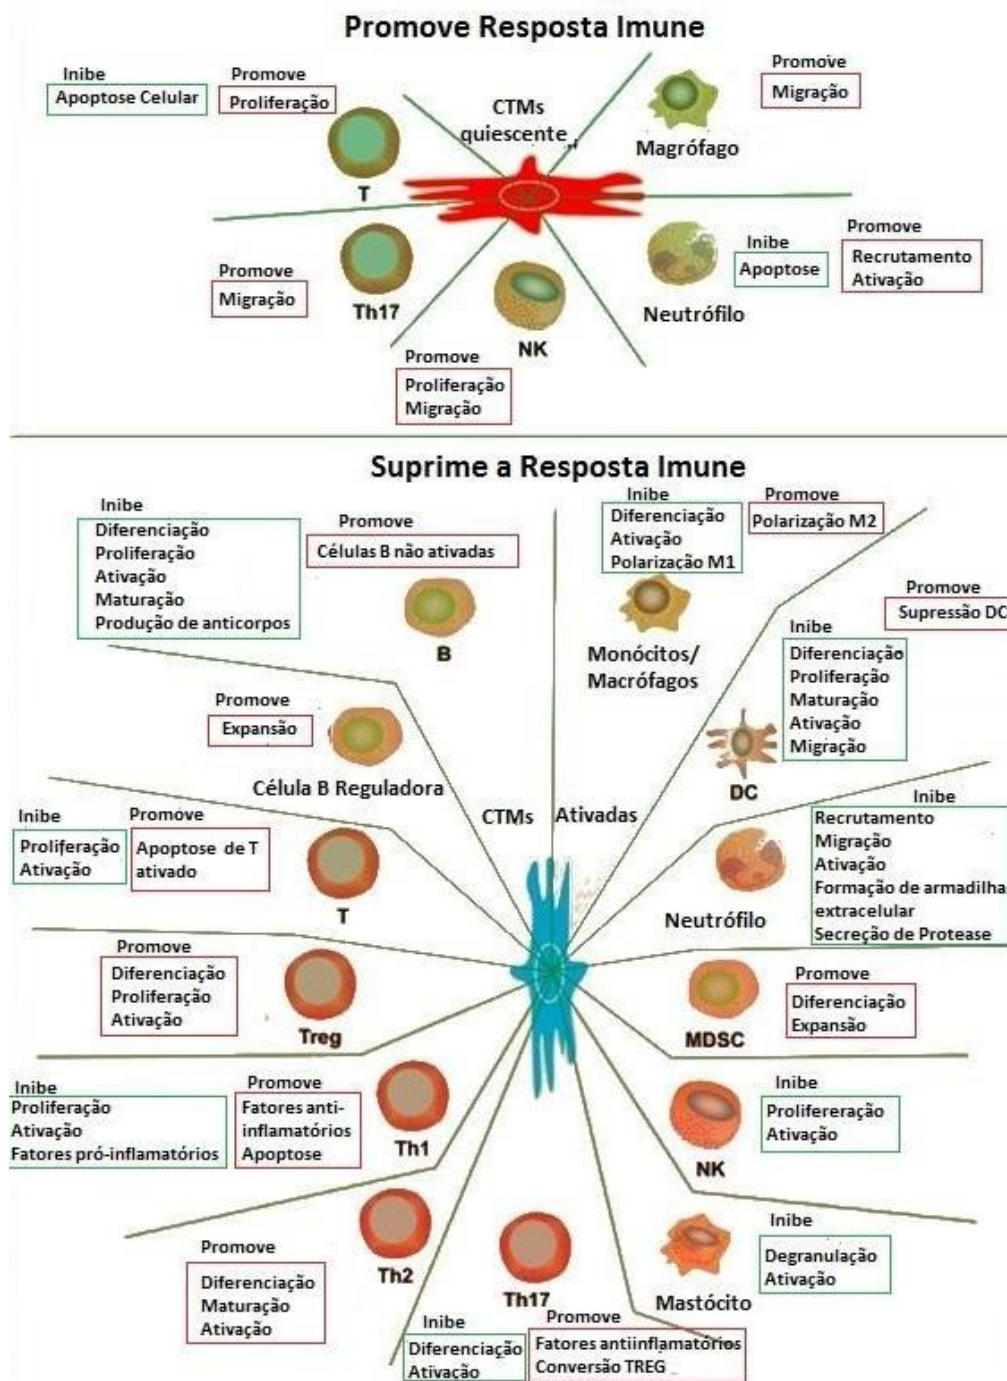 Promove Resposta Imune
Inibe
Apoptose Celular
Promove
Proliferação
T
CTMs
quiescente
Promove
Migração
Magrófago
Promove
Migração
Th17
Promove
Proliferação
Migração
NK
Neutrófilo
Inibe
Apoptose
Promove
Recrutamento
Ativação
Suprime a Resposta Imune
Inibe
Diferenciação
Proliferação
Ativação
Maturação
Produção de anticorpos
Promove
Células B não ativadas
B
Inibe
Diferenciação
Ativação
Polarização M1
Promove
Polarização M2
Monócitos/
Macrófagos
Promove
Supressão DC
Inibe
Diferenciação
Proliferação
Maturação
Ativação
Migração
DC
Promove
Expansão
Célula B Reguladora
CTMs Ativadas
Inibe
Proliferação
Ativação
Promove
Apoptose de T
ativado
T
Inibe
Recrutamento
Migração
Ativação
Formação de armadilha
extracelular
Secreção de Protease
Neutrófilo
Promove
Diferenciação
Proliferação
Ativação
Treg
Promove
Diferenciação
Expansão
MDSC
Inibe
Proliferação
Ativação
Fatores pró-inflamatórios
Promove
Fatores anti-
inflamatórios
Apoptose
Th1
Inibe
Prolifereração
Ativação
NK
Promove
Diferenciação
Maturação
Ativação
Th2
Th17
Inibe
Diferenciação
Ativação
Promove
Fatores antiinflamatórios
Conversão TREG
Inibe
Degranulação
Ativação
Mastócito